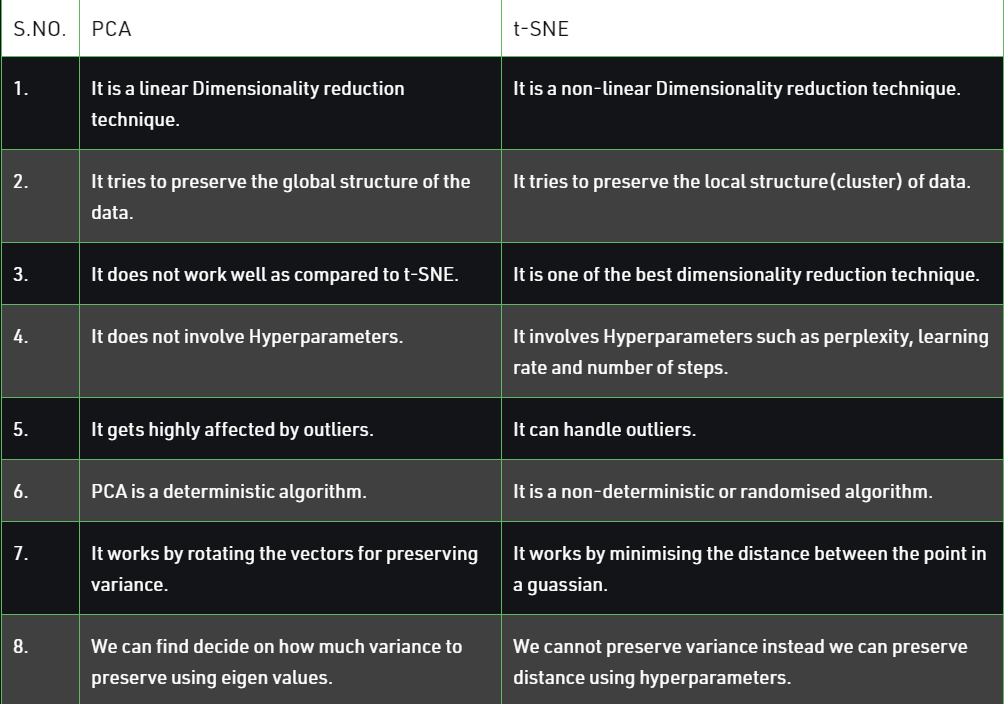 S.NO. PCA t-SNE
1. It is a linear Dimensionality reduction It is a non-linear Dimensionality reduction technique.
technique.
2. It tries to preserve the global structure of the It tries to preserve the local structure(cluster) of data.
data.
3. It does not work well as compared to t-SNE. It is one of the best dimensionality reduction technique.
4. It does not involve Hyperparameters. It involves Hyperparameters such as perplexity, learning
rate and number of steps.
5. It gets highly affected by outliers. It can handle outliers.
6. PCA is a deterministic algorithm. It is a non-deterministic or randomised algorithm.
7. It works by rotating the vectors for preserving It works by minimising the distance between the point in
variance. a guassian.
8. We can find decide on how much variance to We cannot preserve variance instead we can preserve
preserve using eigen values. distance using hyperparameters.